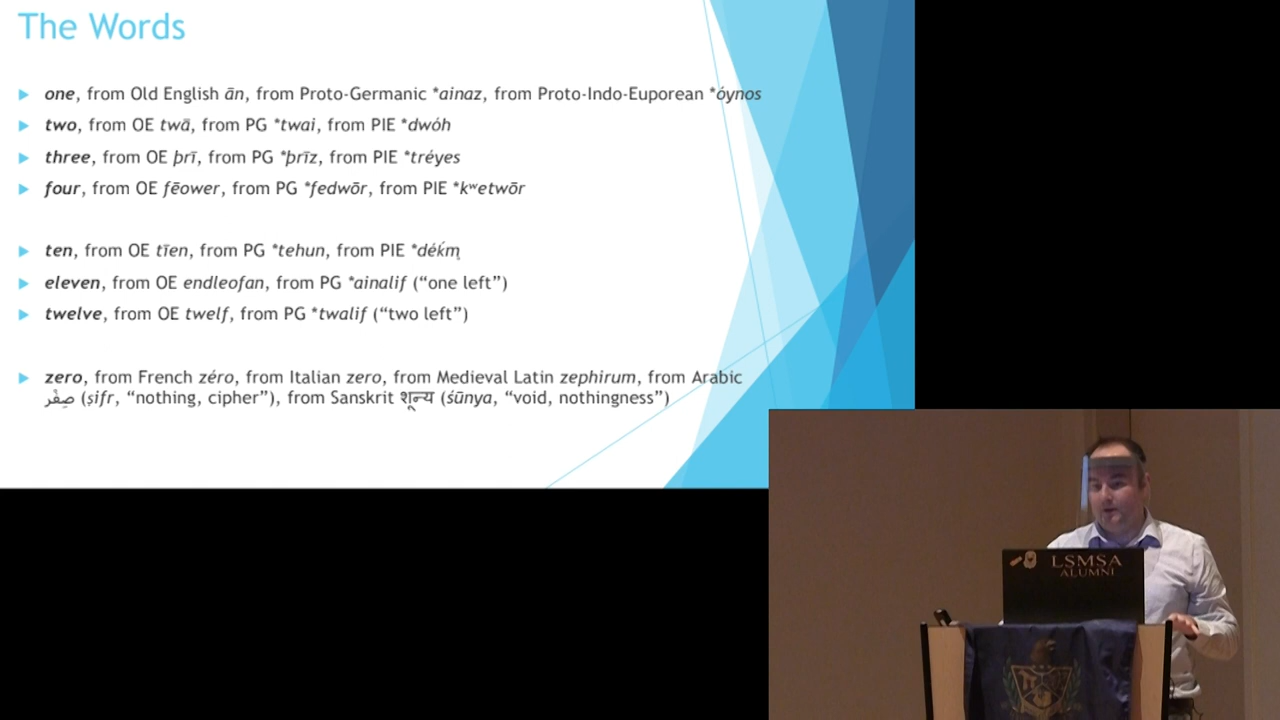 The Words
one, from Old English ān, from Proto-Germanic *ainaz, from Proto-Indo-Euporean *óynos
two, from OE twā, from PG *twai, from PIE *dwóh
three, from OE þrī, from PG *þrīz, from PIE *tréyes
four, from OE fēower, from PG *fedwōr, from PIE *kʷetwōr
ten, from OE tīen, from PG *tehun, from PIE *déḱm̥
eleven, from OE endleofan, from PG *ainalif (“one left”)
twelve, from OE twelf, from PG *twalif (“two left”)
zero, from French zéro, from Italian zero, from Medieval Latin zephirum, from Arabic
صِفْر (ṣifr, “nothing, cipher”), from Sanskrit शून्य (śūnya, “void, nothingness”)
LSMSA
ALUMNI